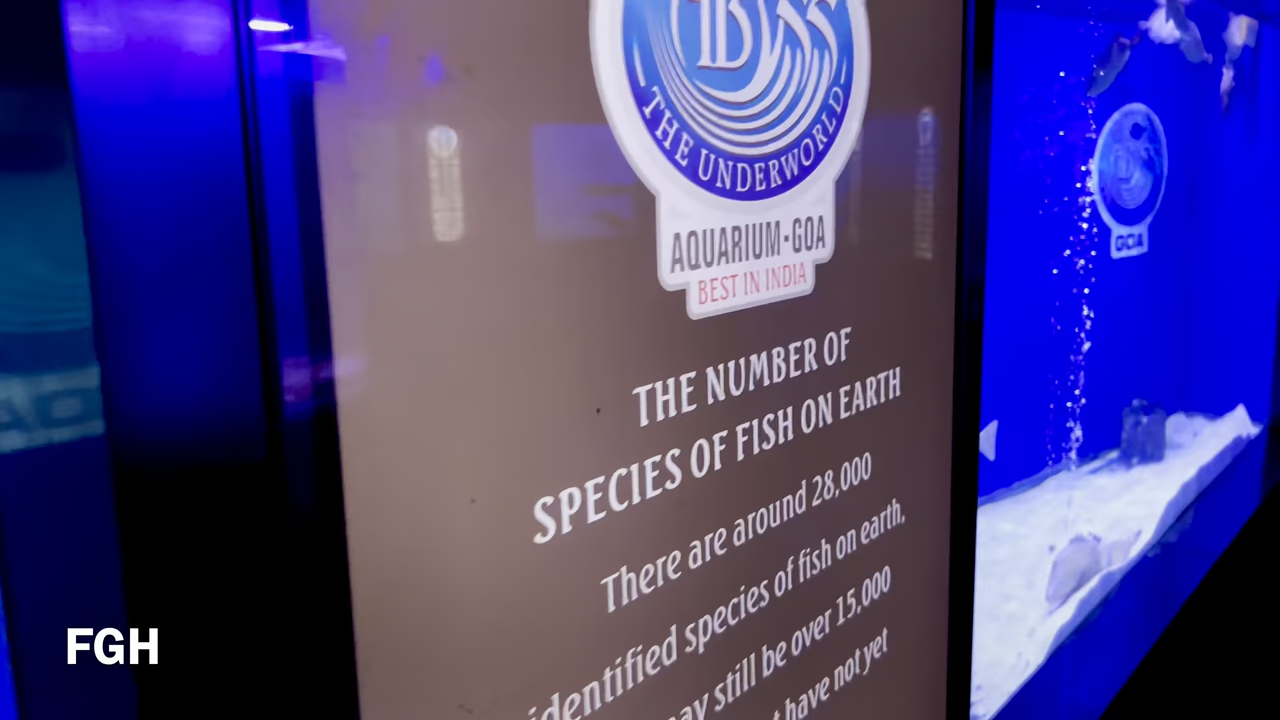 THE UNDERWORLD
AQUARIUM·GOA
BEST IN INDIA
THE NUMBER OF
SPECIES OF FISH ON EARTH
There are around 28,000
identified species of fish on earth,
may still be over 15,000
have not yet
GOA
FGH